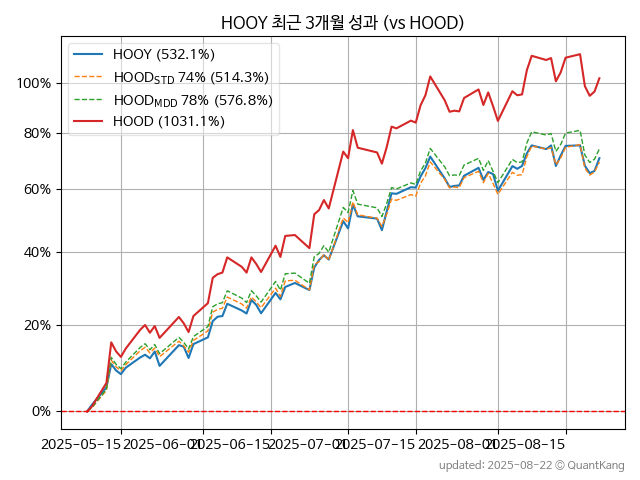 HOOY 최근 3개월 성과 (vs HOOD)
HOOY (532.1%)
HOOD_STD 74% (514.3%)
HOOD_MDD 78% (576.8%)
HOOD (1031.1%)
100%
80%
60%
40%
20%
0%
2025-05-15 2025-06-01 2025-06-15 2025-07-01 2025-07-15 2025-08-01 2025-08-15
updated: 2025-08-22 © QuantKang